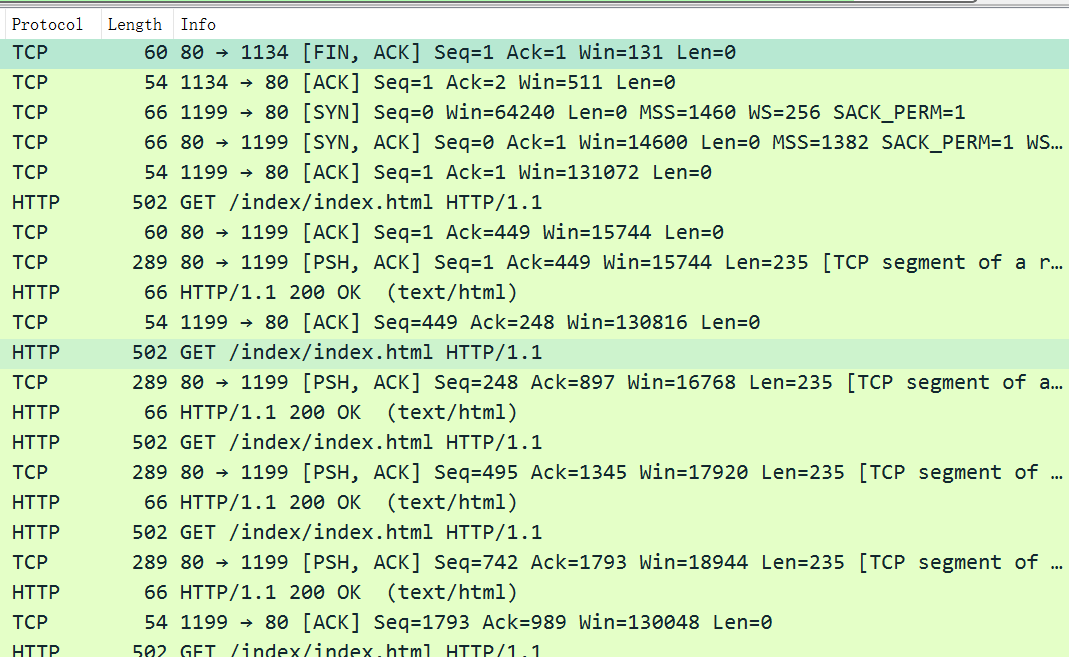 Protocol Length Info
TCP 60 80 → 1134 [FIN, ACK] Seq=1 Ack=1 Win=131 Len=0
TCP 54 1134 → 80 [ACK] Seq=1 Ack=2 Win=511 Len=0
TCP 66 1199 → 80 [SYN] Seq=0 Win=64240 Len=0 MSS=1460 WS=256 SACK_PERM=1
TCP 66 80 → 1199 [SYN, ACK] Seq=0 Ack=1 Win=14600 Len=0 MSS=1382 SACK_PERM=1 WS…
TCP 54 1199 → 80 [ACK] Seq=1 Ack=1 Win=131072 Len=0
HTTP 502 GET /index/index.html HTTP/1.1
TCP 60 80 → 1199 [ACK] Seq=1 Ack=449 Win=15744 Len=0
TCP 289 80 → 1199 [PSH, ACK] Seq=1 Ack=449 Win=15744 Len=235 [TCP segment of a r…
HTTP 66 HTTP/1.1 200 OK (text/html)
TCP 54 1199 → 80 [ACK] Seq=449 Ack=248 Win=130816 Len=0
HTTP 502 GET /index/index.html HTTP/1.1
TCP 289 80 → 1199 [PSH, ACK] Seq=248 Ack=897 Win=16768 Len=235 [TCP segment of a…
HTTP 66 HTTP/1.1 200 OK (text/html)
HTTP 502 GET /index/index.html HTTP/1.1
TCP 289 80 → 1199 [PSH, ACK] Seq=495 Ack=1345 Win=17920 Len=235 [TCP segment of …
HTTP 66 HTTP/1.1 200 OK (text/html)
HTTP 502 GET /index/index.html HTTP/1.1
TCP 289 80 → 1199 [PSH, ACK] Seq=742 Ack=1793 Win=18944 Len=235 [TCP segment of …
HTTP 66 HTTP/1.1 200 OK (text/html)
TCP 54 1199 → 80 [ACK] Seq=1793 Ack=989 Win=130048 Len=0
HTTP 502 GET /index/index.html HTTP/1.1